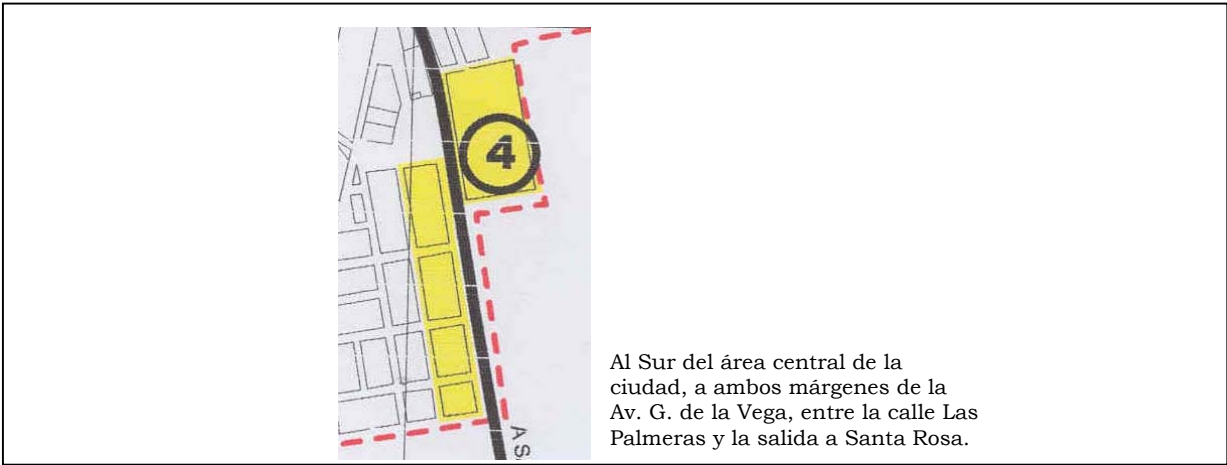 4
AS
Al Sur del área central de la
ciudad, a ambos márgenes de la
Av. G. de la Vega, entre la calle Las
Palmeras y la salida a Santa Rosa.